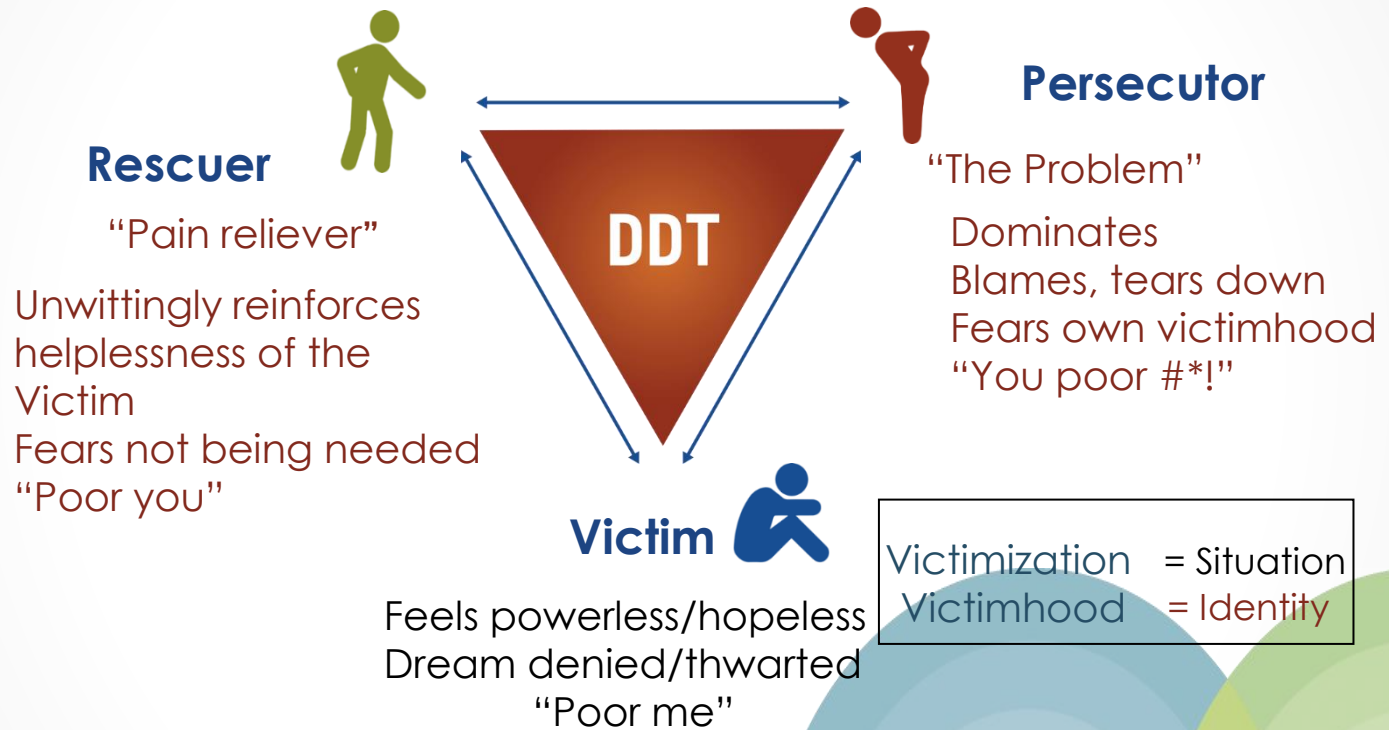 Rescuer
“Pain reliever”
Unwittingly reinforces
helplessness of the
Victim
Fears not being needed
“Poor you”
DDT
Persecutor
“The Problem”
Dominates
Blames, tears down
Fears own victimhood
“You poor #*!”
Victim
Feels powerless/hopeless
Dream denied/thwarted
“Poor me”
Victimization = Situation
Victimhood = Identity